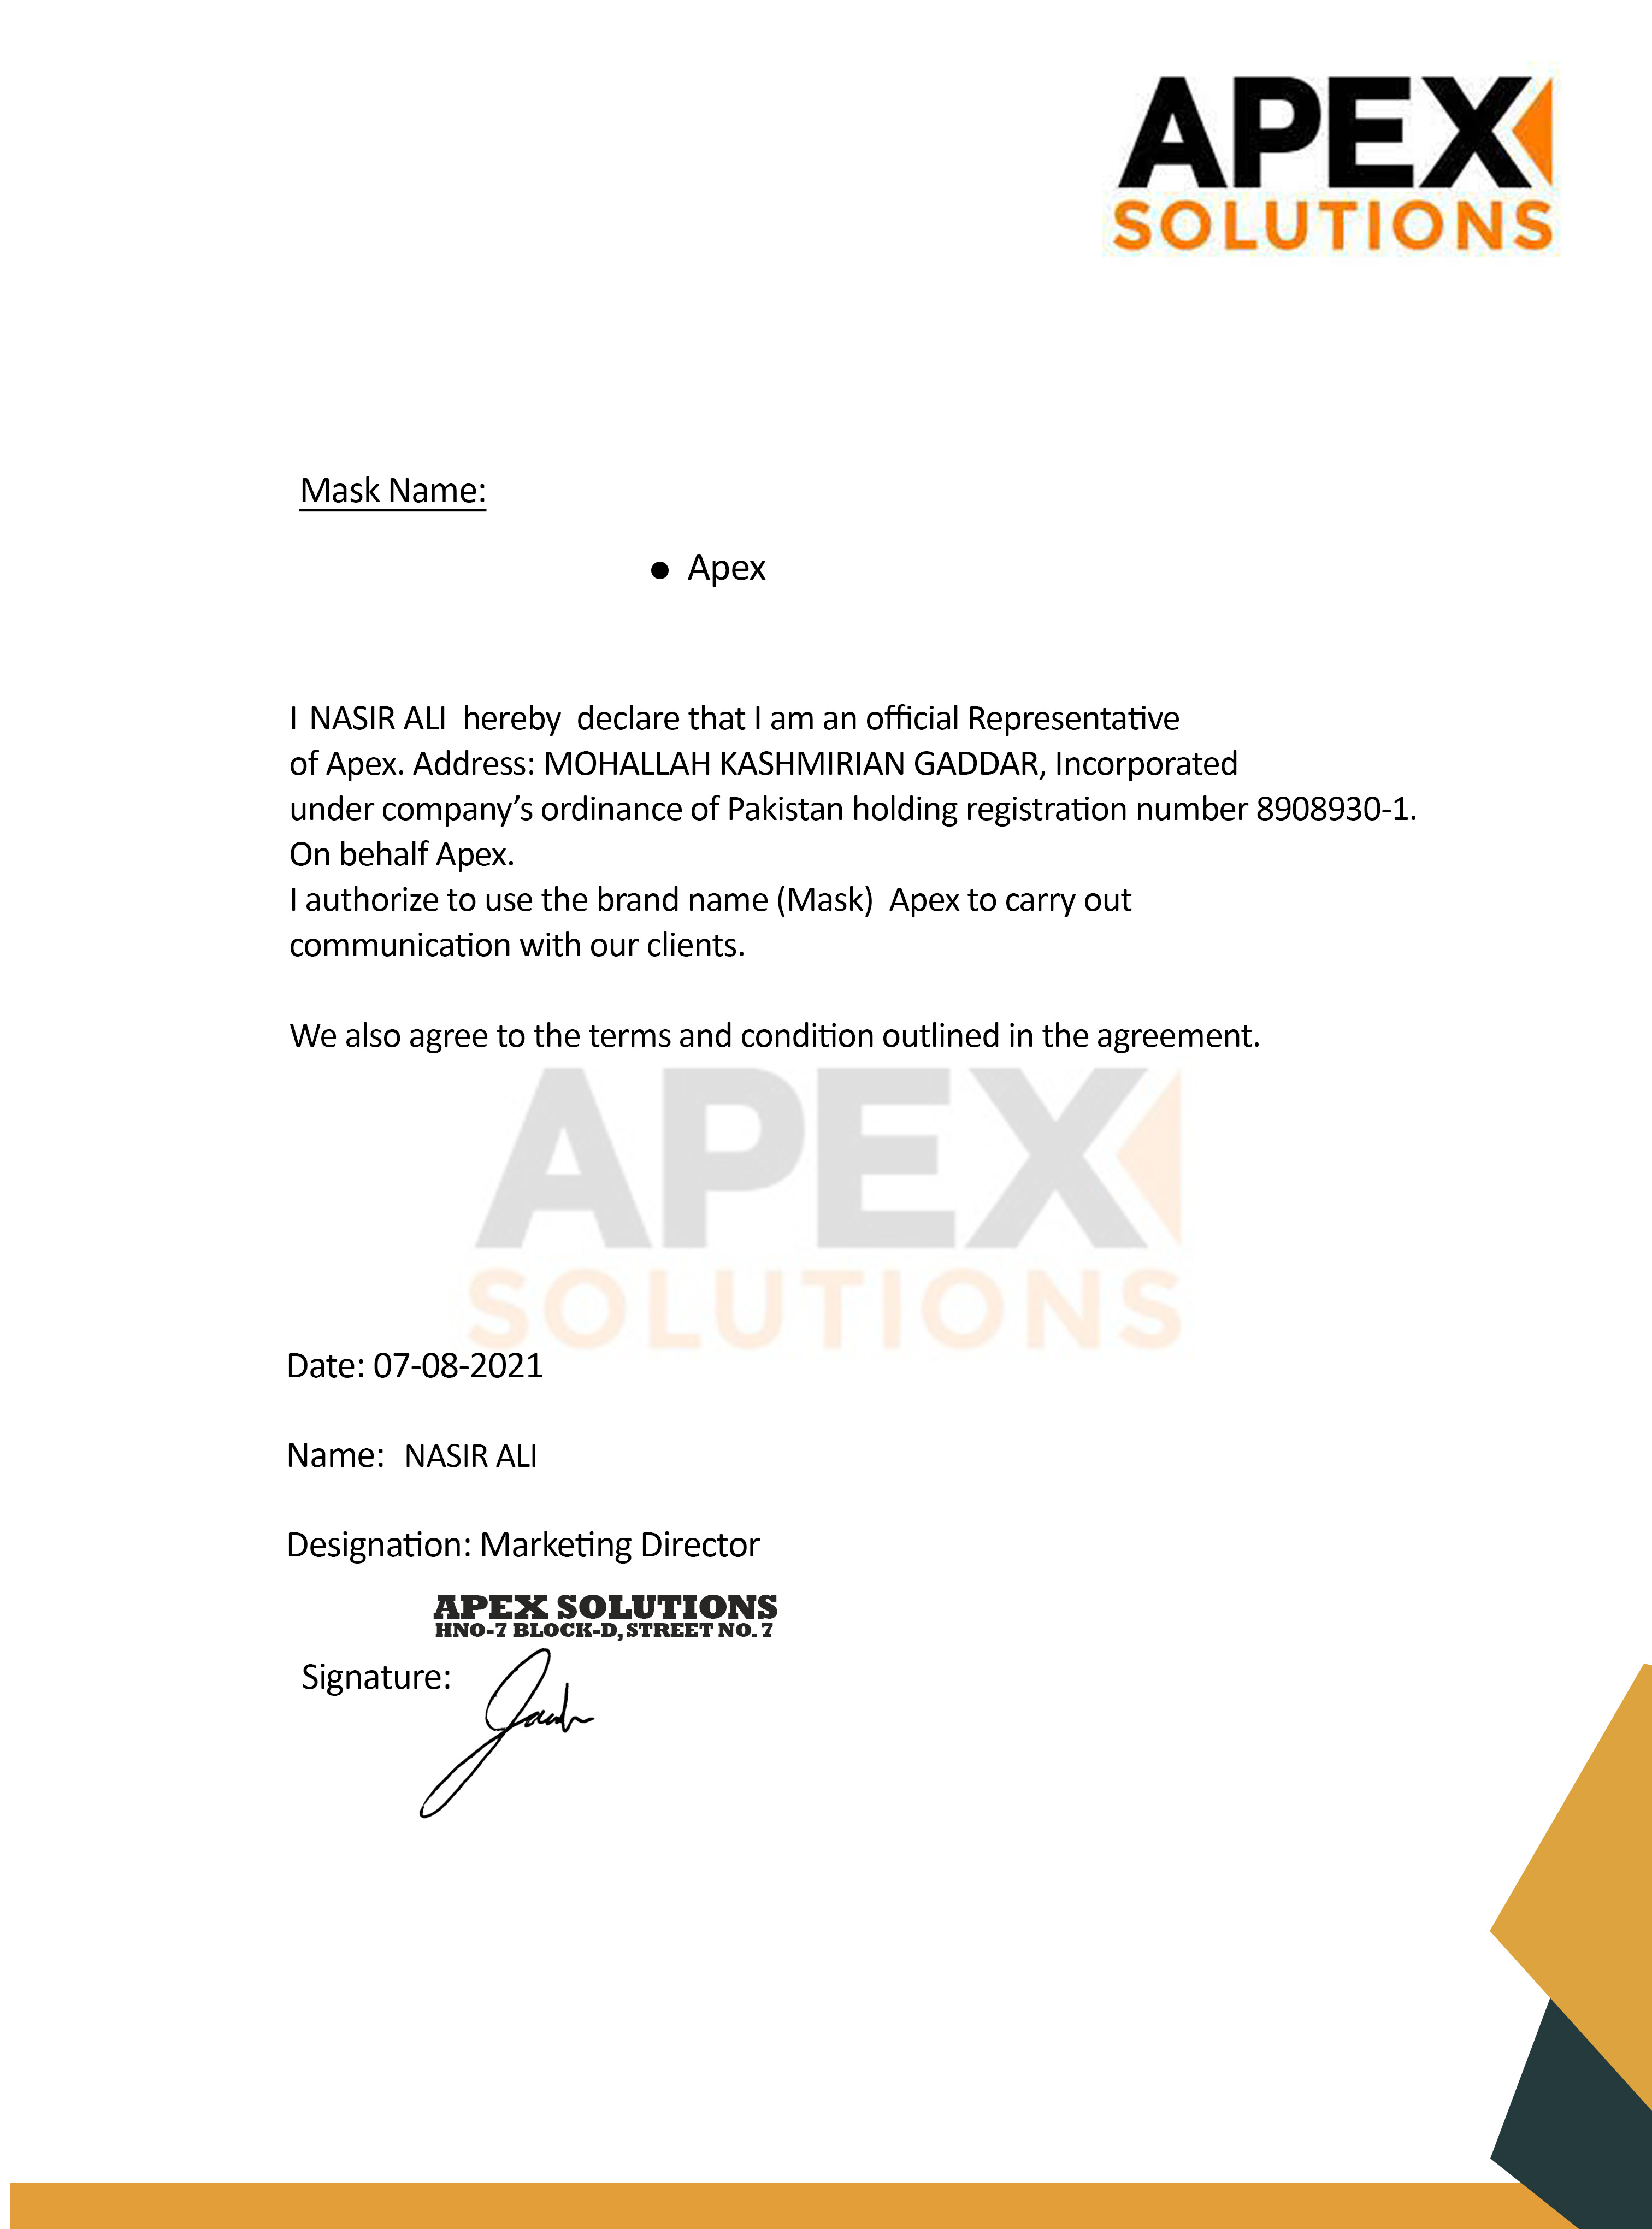 APEX
SOLUTIONS
Mask Name:
● Apex
I NASIR ALI hereby declare that I am an official Representative
of Apex. Address: MOHALLAH KASHMIRIAN GADDAR, Incorporated
under company’s ordinance of Pakistan holding registration number 8908930-1.
On behalf Apex.
I authorize to use the brand name (Mask) Apex to carry out
communication with our clients.
We also agree to the terms and condition outlined in the agreement.
APEX
SOLUTIONS
Date: 07-08-2021
Name: NASIR ALI
Designation: Marketing Director
APEX SOLUTIONS
HNO-7 BLOCK-D, STREET NO. 7
Signature: